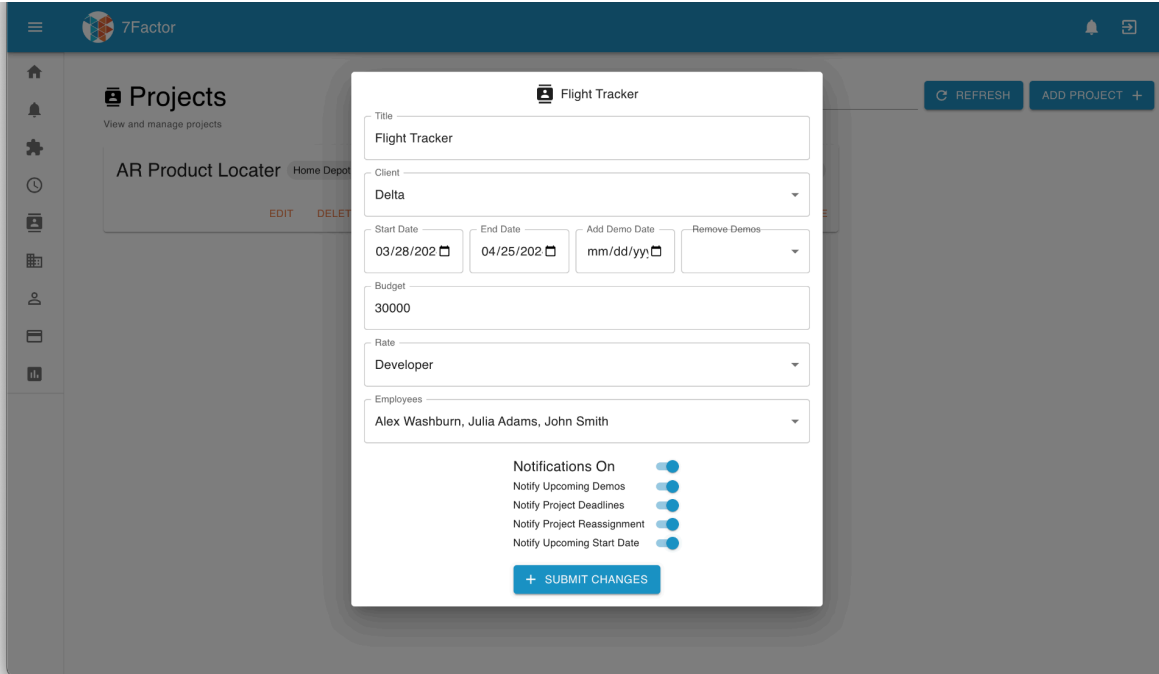 7Factor
Projects
View and manage projects
REFRESH
ADD PROJECT +
AR Product Locater
Home Depot
EDIT
DELET
E
Flight Tracker
Title
Flight Tracker
Client
Delta
Start Date
End Date
Add Demo Date
Remove Demos
03/28/202
04/25/202
mm/dd/yyy
Budget
30000
Rate
Developer
Employees
Alex Washburn, Julia Adams, John Smith
Notifications On
Notify Upcoming Demos
Notify Project Deadlines
Notify Project Reassignment
Notify Upcoming Start Date
+ SUBMIT CHANGES